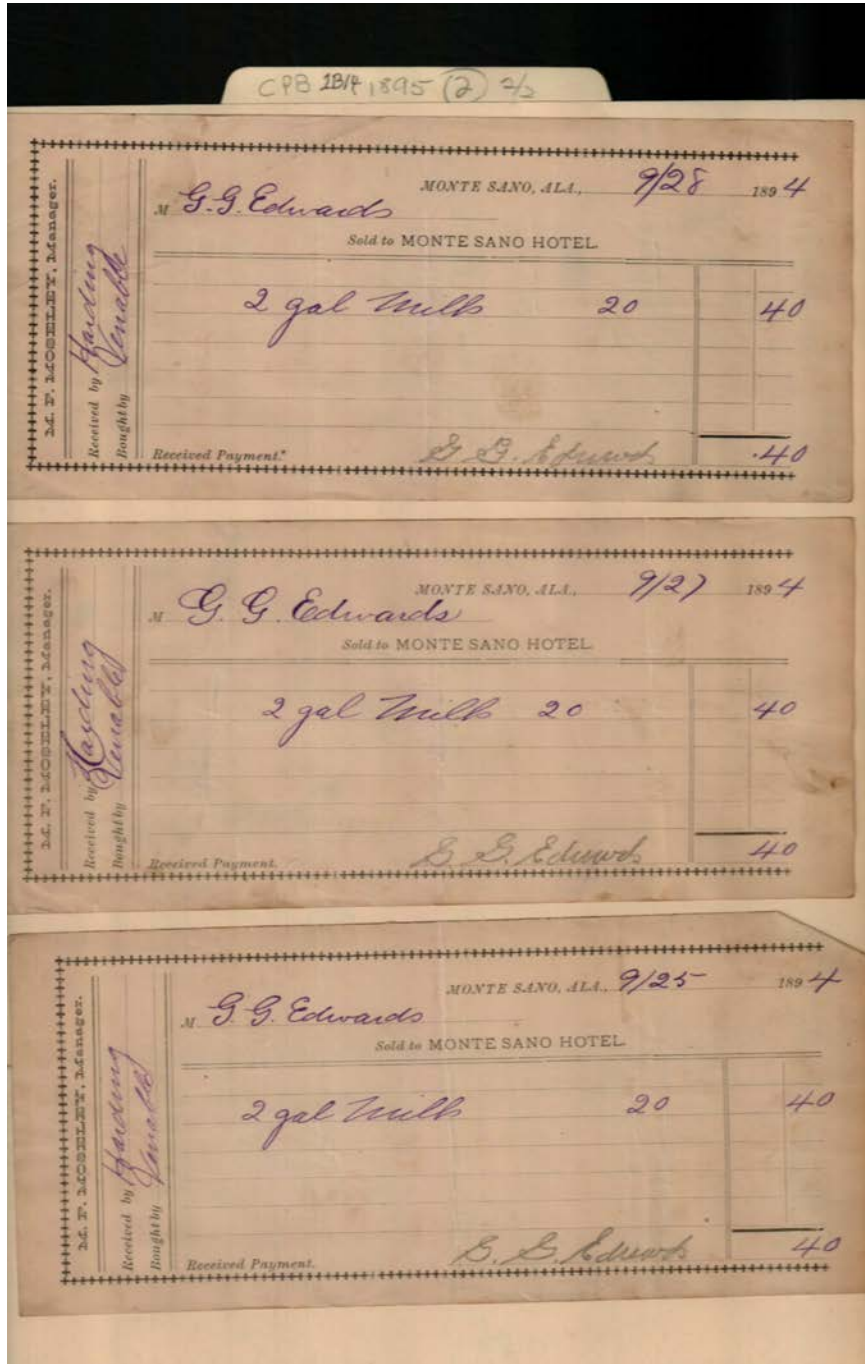 CPB 2B14 1895 (2) 2/2
M. F. MOSELEY, Manager.
Received by Harding
Bought by Venable
MONTE SANO, ALA., 9/28 1894
M G. G. Edwards
Sold to MONTE SANO HOTEL.
2 gal Milk 20 40
.40
Received Payment. G G. Edwards
M. F. MOSELEY, Manager.
Received by Harding
Bought by Venable
MONTE SANO, ALA., 9/27 1894
M G. G. Edwards
Sold to MONTE SANO HOTEL.
2 gal Milk 20 40
40
Received Payment. G G. Edwards
M. F. MOSELEY, Manager.
Received by Harding
Bought by Venable
MONTE SANO, ALA., 9/25 1894
M G. G. Edwards
Sold to MONTE SANO HOTEL.
2 gal Milk 20 40
40
Received Payment. G. G. Edwards